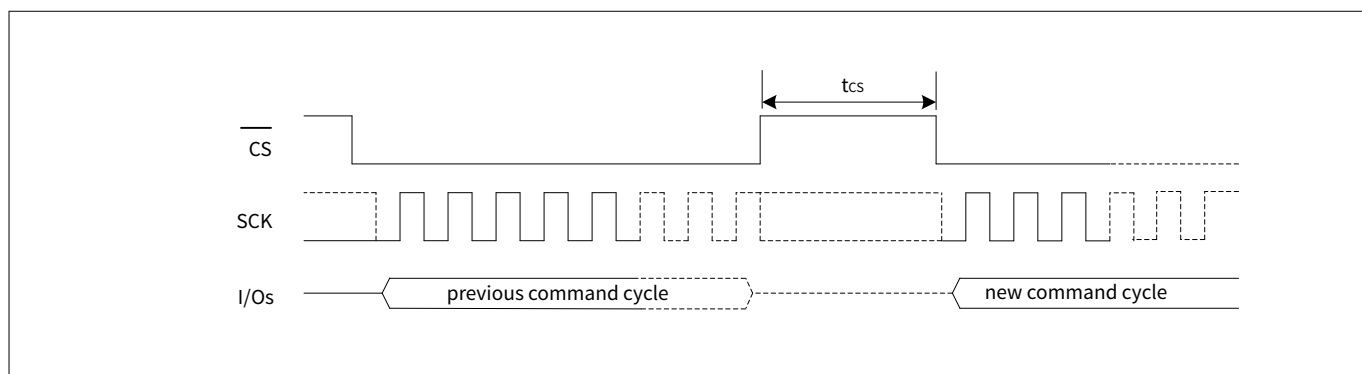 tCS
CS
SCK
I/Os
previous command cycle
new command cycle